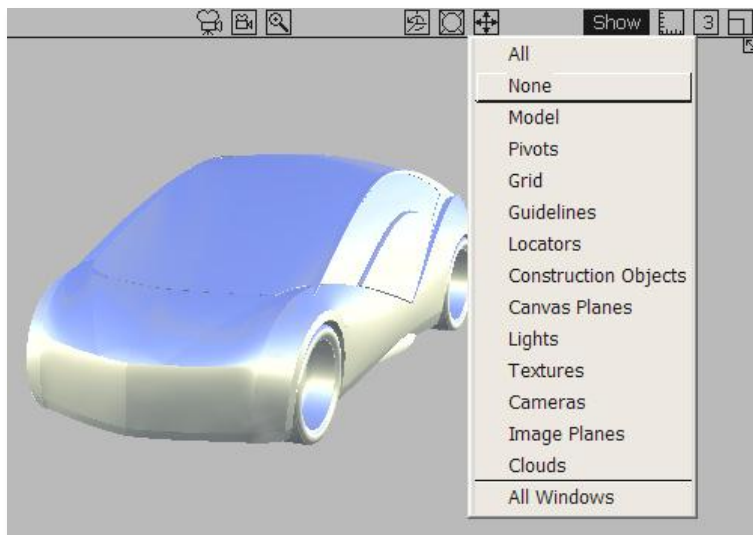 Show
3
All
None
Model
Pivots
Grid
Guidelines
Locators
Construction Objects
Canvas Planes
Lights
Textures
Cameras
Image Planes
Clouds
All Windows